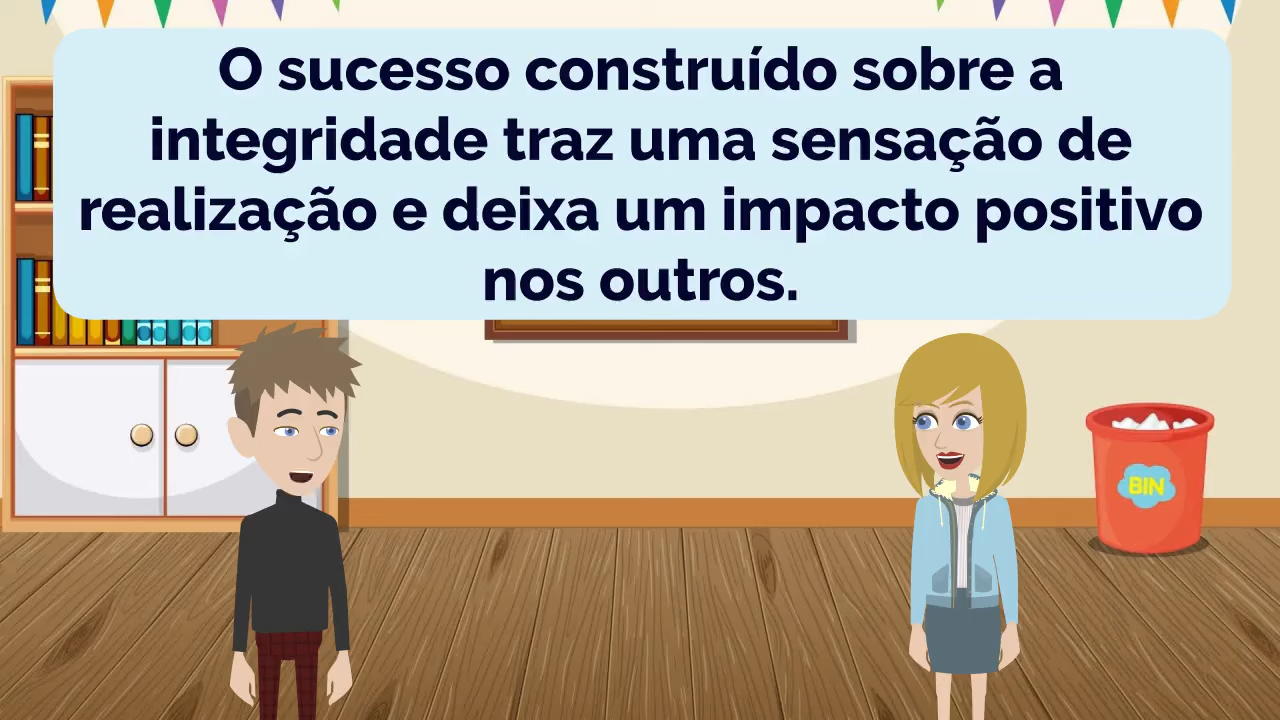 O sucesso construído sobre a
integridade traz uma sensação de
realização e deixa um impacto positivo
nos outros.
BIN